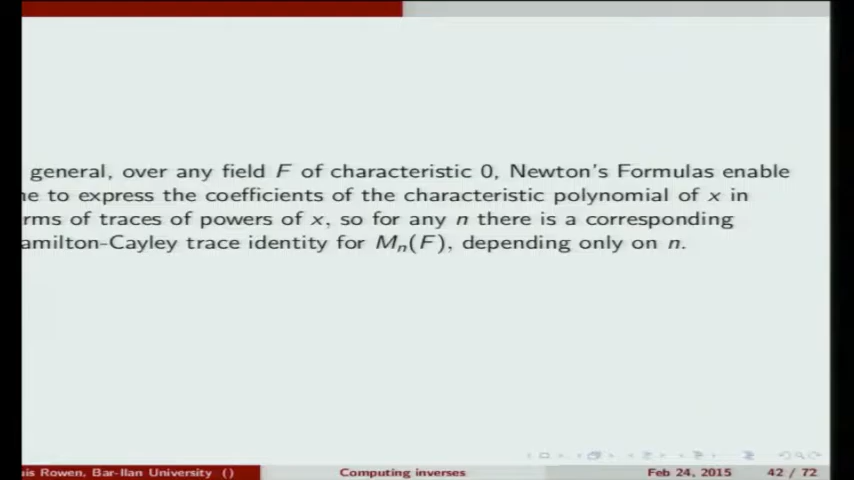 general, over any field F of characteristic 0, Newton's Formulas enable
to express the coefficients of the characteristic polynomial of x in
rms of traces of powers of x, so for any n there is a corresponding
amilton-Cayley trace identity for Mn(F), depending only on n.
is Rowen, Bar-Ilan University () Computing inverses Feb 24, 2015 42 / 72